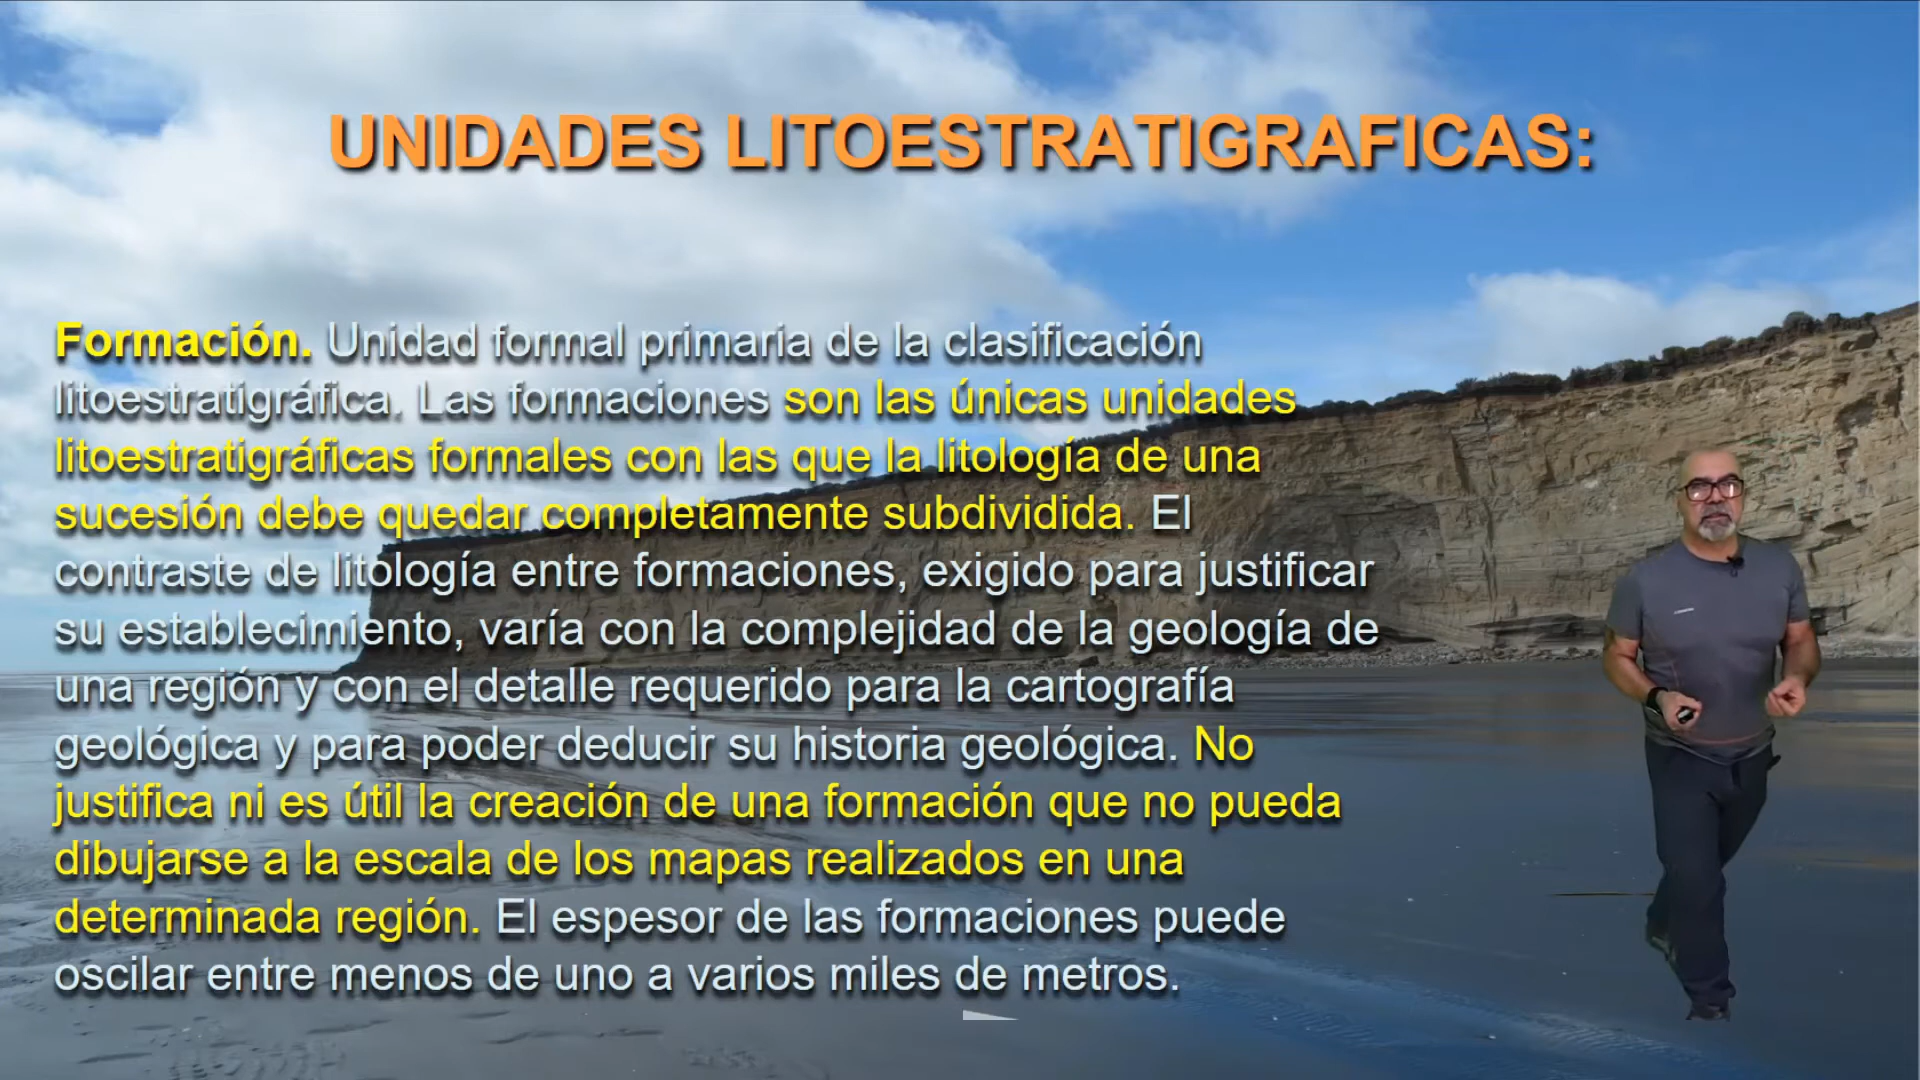 UNIDADES LITOESTRATIGRAFICAS:
Formación. Unidad formal primaria de la clasificación
litoestratigráfica. Las formaciones son las únicas unidades
litoestratigráficas formales con las que la litología de una
sucesión debe quedar completamente subdividida. El
contraste de litología entre formaciones, exigido para justificar
su establecimiento, varía con la complejidad de la geología de
una región y con el detalle requerido para la cartografía
geológica y para poder deducir su historia geológica. No
justifica ni es útil la creación de una formación que no pueda
dibujarse a la escala de los mapas realizados en una
determinada región. El espesor de las formaciones puede
oscilar entre menos de uno a varios miles de metros.